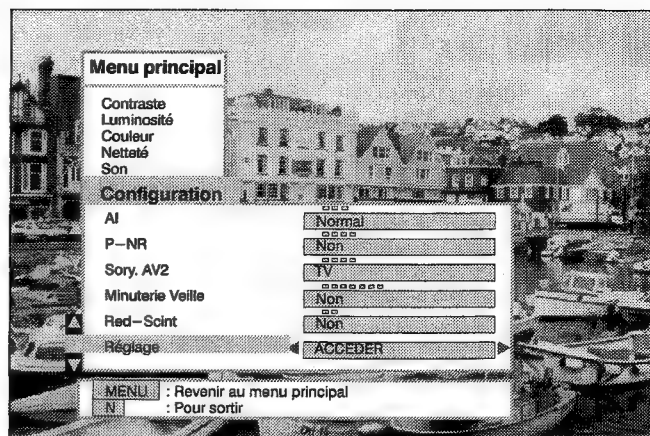 Menu principal
Contraste
Luminosité
Couleur
Netteté
Son
Configuration
AI Normal
P-NR Non
Sory. AV2 TV
Minuterie Veille Non
Red-Scint Non
Réglage ACCEDER
MENU : Revenir au menu principal
N : Pour sortir